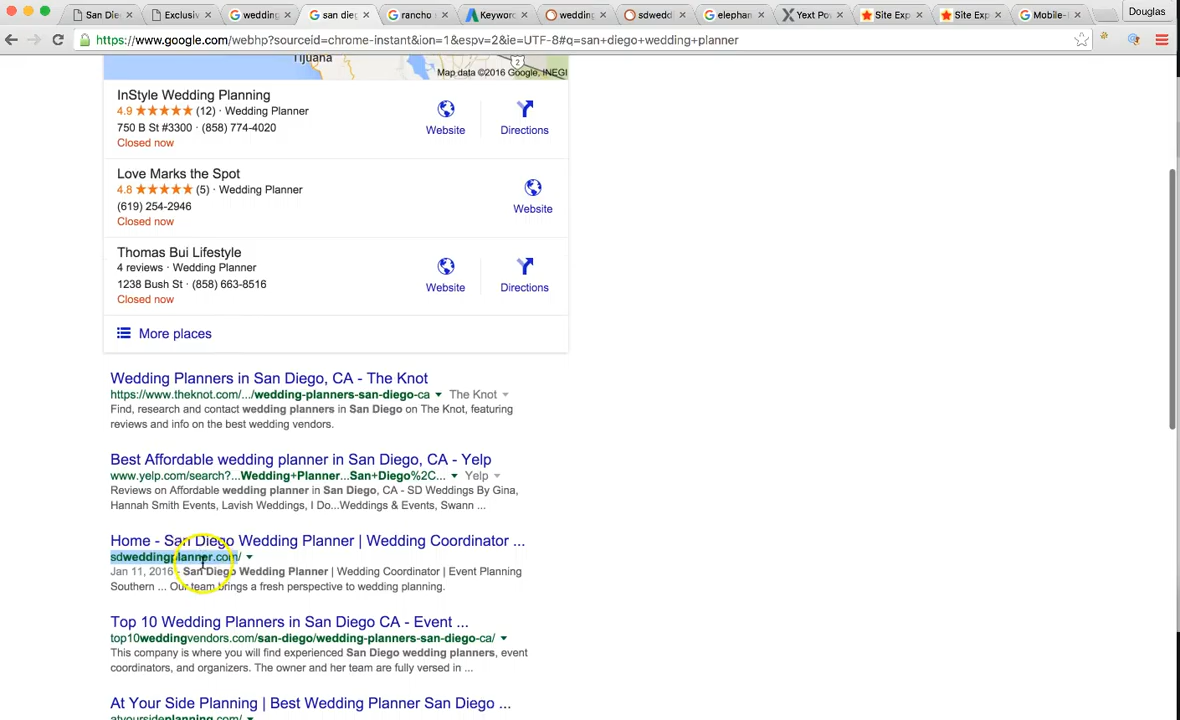 San Die
Exclusiv
wedding
san dieg
rancho
Keywor
wedding
sdweddi
elephan
Yext Po
Site Exp
Site Exp
Mobile-
Douglas
https://www.google.com/webhp?sourceid=chrome-instant&ion=1&espv=2&ie=UTF-8#q=san+diego+wedding+planner
Tijuana
2
Map data ©2016 Google, INEGI
InStyle Wedding Planning
4.9 ★★★★★ (12) · Wedding Planner
750 B St #3300 · (858) 774-4020
Closed now
Website
Directions
Love Marks the Spot
4.8 ★★★★★ (5) · Wedding Planner
(619) 254-2946
Closed now
Website
Thomas Bui Lifestyle
4 reviews · Wedding Planner
1238 Bush St · (858) 663-8516
Closed now
Website
Directions
More places
Wedding Planners in San Diego, CA - The Knot
https://www.theknot.com/.../wedding-planners-san-diego-ca The Knot
Find, research and contact wedding planners in San Diego on The Knot, featuring
reviews and info on the best wedding vendors.
Best Affordable wedding planner in San Diego, CA - Yelp
www.yelp.com/search?...Wedding+Planner...San+Diego%2C... Yelp
Reviews on Affordable wedding planner in San Diego, CA - SD Weddings By Gina,
Hannah Smith Events, Lavish Weddings, I Do...Weddings & Events, Swann ...
Home - San Diego Wedding Planner | Wedding Coordinator ...
sdweddingplanner.com/
Jan 11, 2016 - San Diego Wedding Planner | Wedding Coordinator | Event Planning
Southern ... Our team brings a fresh perspective to wedding planning.
Top 10 Wedding Planners in San Diego CA - Event ...
top10weddingvendors.com/san-diego/wedding-planners-san-diego-ca/
This company is where you will find experienced San Diego wedding planners, event
coordinators, and organizers. The owner and her team are fully versed in ...
At Your Side Planning | Best Wedding Planner San Diego ...
atyoursideplanning.com/